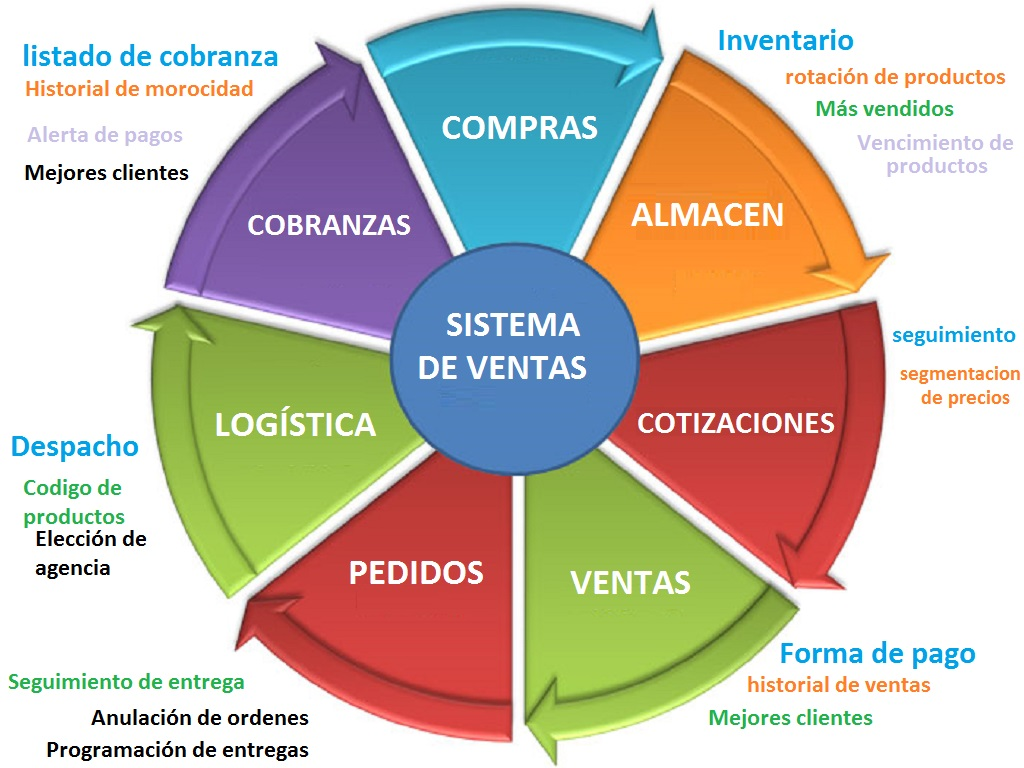 listado de cobranza
Historial de morocidad
Alerta de pagos
Mejores clientes
COMPRAS
Inventario
rotación de productos
Más vendidos
Vencimiento de
productos
COBRANZAS
ALMACEN
SISTEMA
DE VENTAS
seguimiento
segmentacion
de precios
LOGÍSTICA
COTIZACIONES
Despacho
Codigo de
productos
Elección de
agencia
PEDIDOS
VENTAS
Forma de pago
historial de ventas
Mejores clientes
Seguimiento de entrega
Anulación de ordenes
Programación de entregas